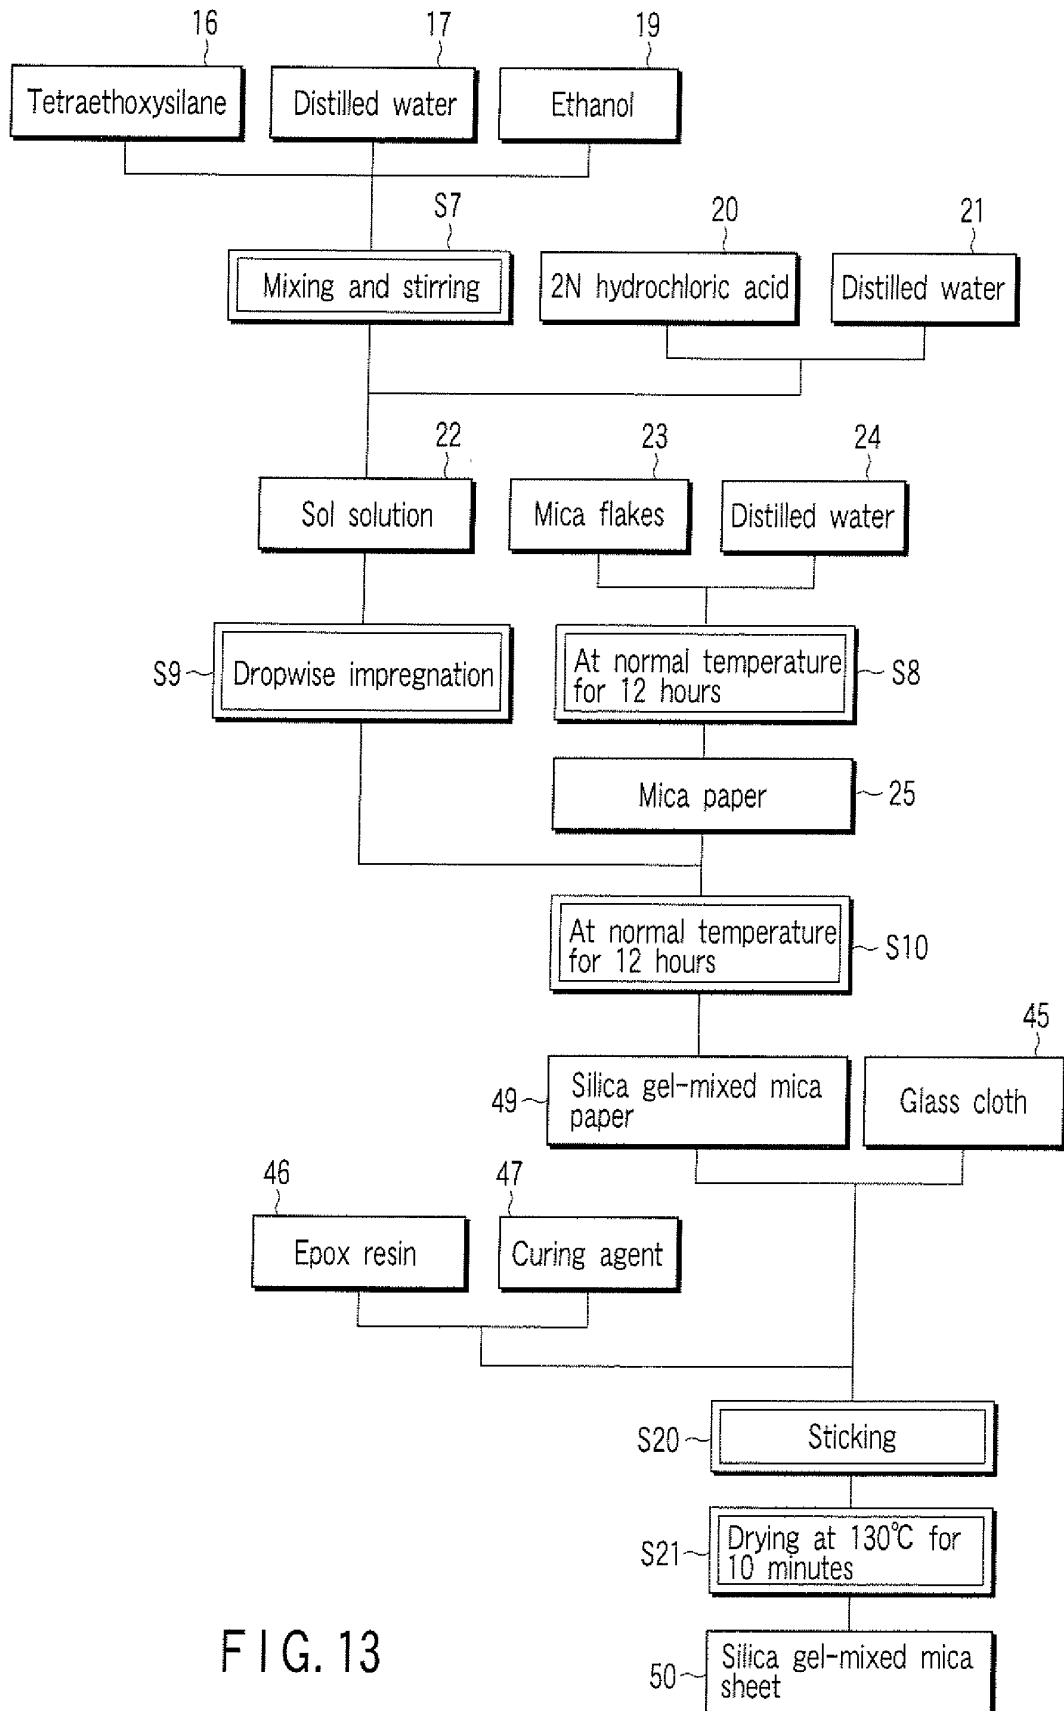 16
17
19
Tetraethoxysilane
Distilled water
Ethanol
S7
20
21
Mixing and stirring
2N hydrochloric acid
Distilled water
22
23
24
Sol solution
Mica flakes
Distilled water
S9
Dropwise impregnation
At normal temperature
for 12 hours
S8
Mica paper
25
At normal temperature
for 12 hours
S10
45
49
Silica gel-mixed mica
paper
Glass cloth
46
47
Epox resin
Curing agent
S20
Sticking
S21
Drying at 130℃ for
10 minutes
FIG. 13
50
Silica gel-mixed mica
sheet